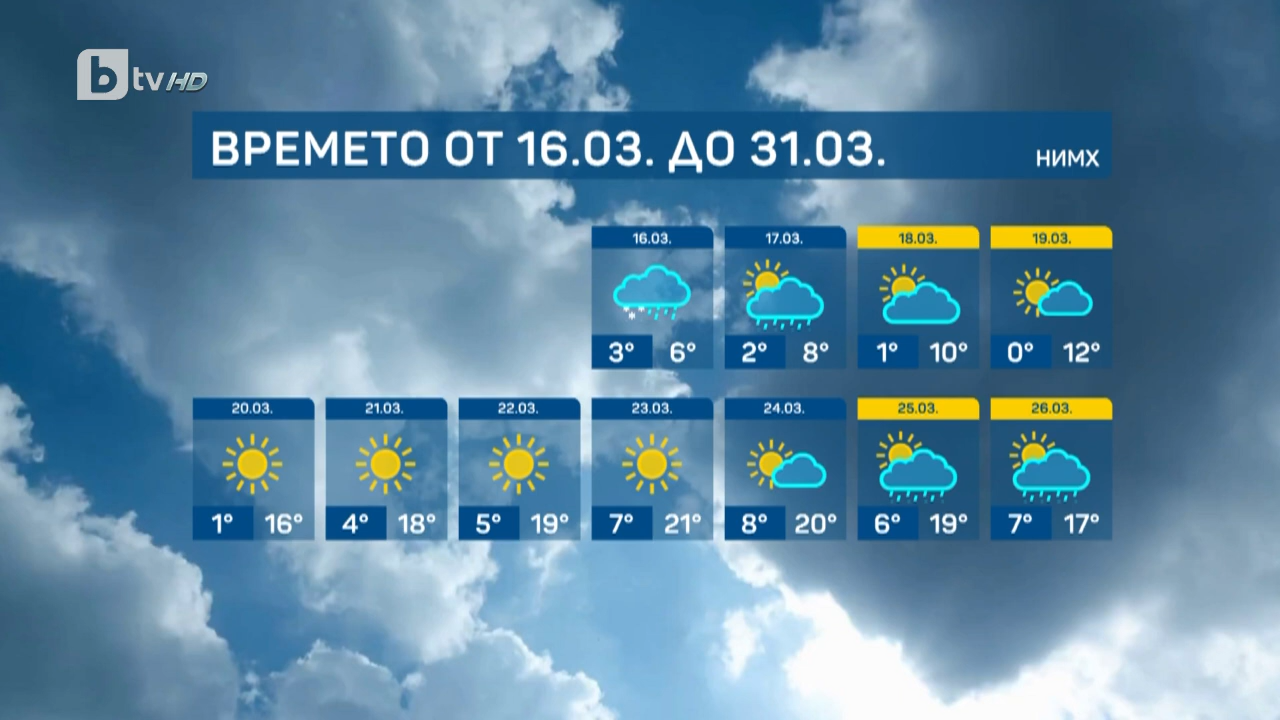 btv HD
ВРЕМЕТО ОТ 16.03. ДО 31.03.
НИМХ
16.03. 17.03. 18.03. 19.03.
3° 6° 2° 8° 1° 10° 0° 12°
20.03. 21.03. 22.03. 23.03. 24.03. 25.03. 26.03.
1° 16° 4° 18° 5° 19° 7° 21° 8° 20° 6° 19° 7° 17°